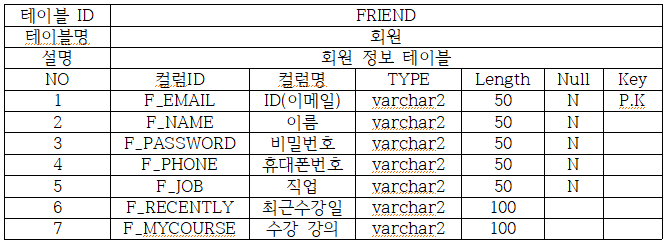 테이블 ID FRIEND
테이블명 회원
설명 회원 정보 테이블
NO 컬럼ID 컬럼명 TYPE Length Null Key
1 F_EMAIL ID(이메일) varchar2 50 N P.K
2 F_NAME 이름 varchar2 50 N
3 F_PASSWORD 비밀번호 varchar2 50 N
4 F_PHONE 휴대폰번호 varchar2 50 N
5 F_JOB 직업 varchar2 50 N
6 F_RECENTLY 최근수강일 varchar2 100
7 F_MYCOURSE 수강 강의 varchar2 100